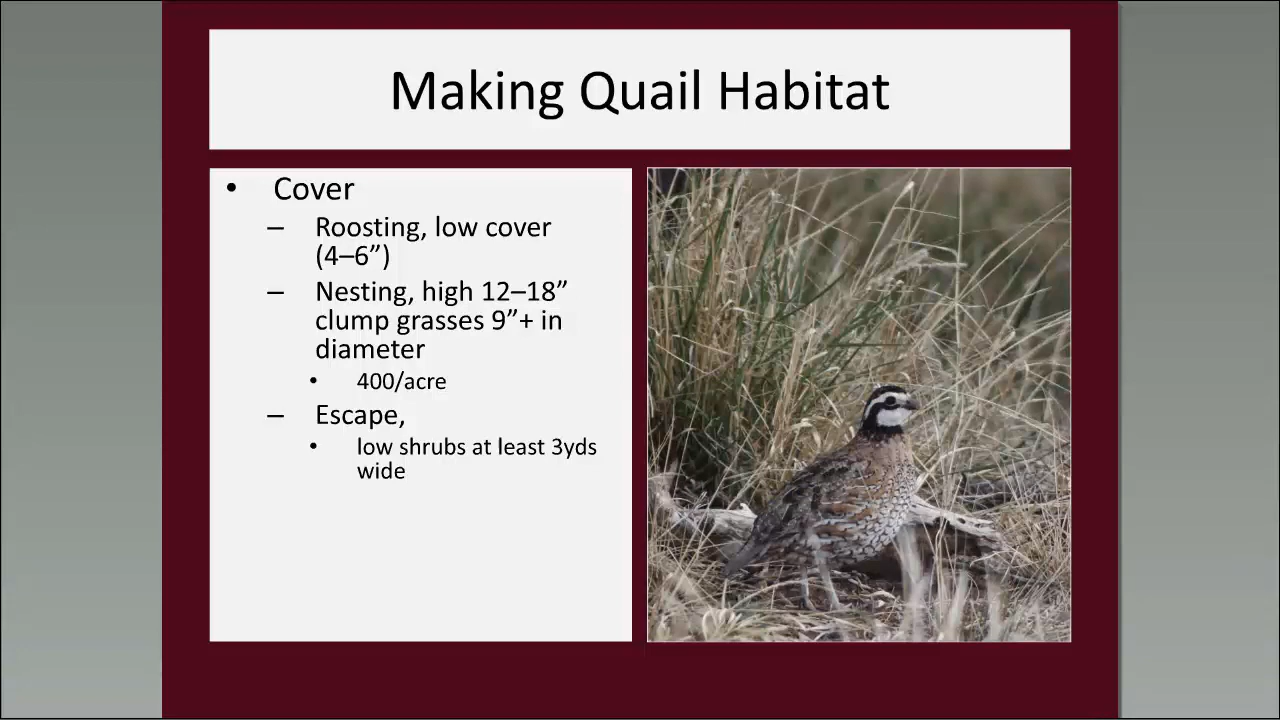 Making Quail Habitat
• Cover
– Roosting, low cover
(4–6”)
– Nesting, high 12–18”
clump grasses 9”+ in
diameter
• 400/acre
– Escape,
• low shrubs at least 3yds
wide